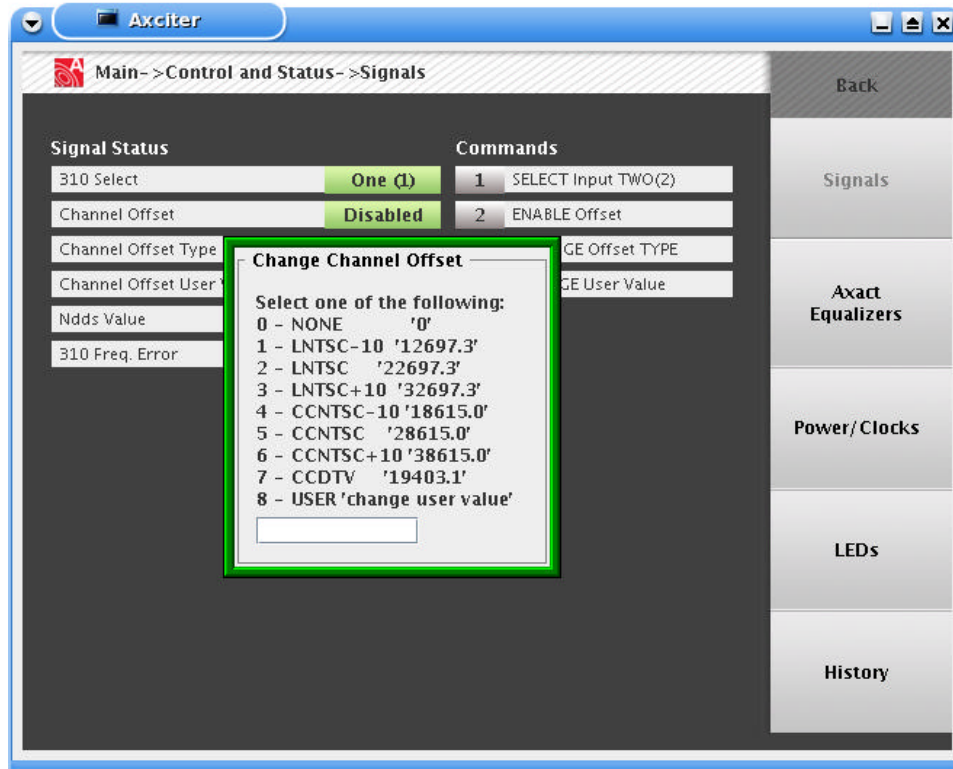 Axciter
Main->Control and Status->Signals
Back
Signal Status
Commands
310 Select One (1)
1 SELECT Input TWO(2)
Channel Offset Disabled
2 ENABLE Offset
Channel Offset Type
GE Offset TYPE
Channel Offset User
GE User Value
Ndds Value
310 Freq. Error
Change Channel Offset
Select one of the following:
0 - NONE '0'
1 - LNTSC-10 '12697.3'
2 - LNTSC '22697.3'
3 - LNTSC+10 '32697.3'
4 - CCNTSC-10 '18615.0'
5 - CCNTSC '28615.0'
6 - CCNTSC+10 '38615.0'
7 - CCDTV '19403.1'
8 - USER 'change user value'
Signals
Axact
Equalizers
Power/Clocks
LEDs
History